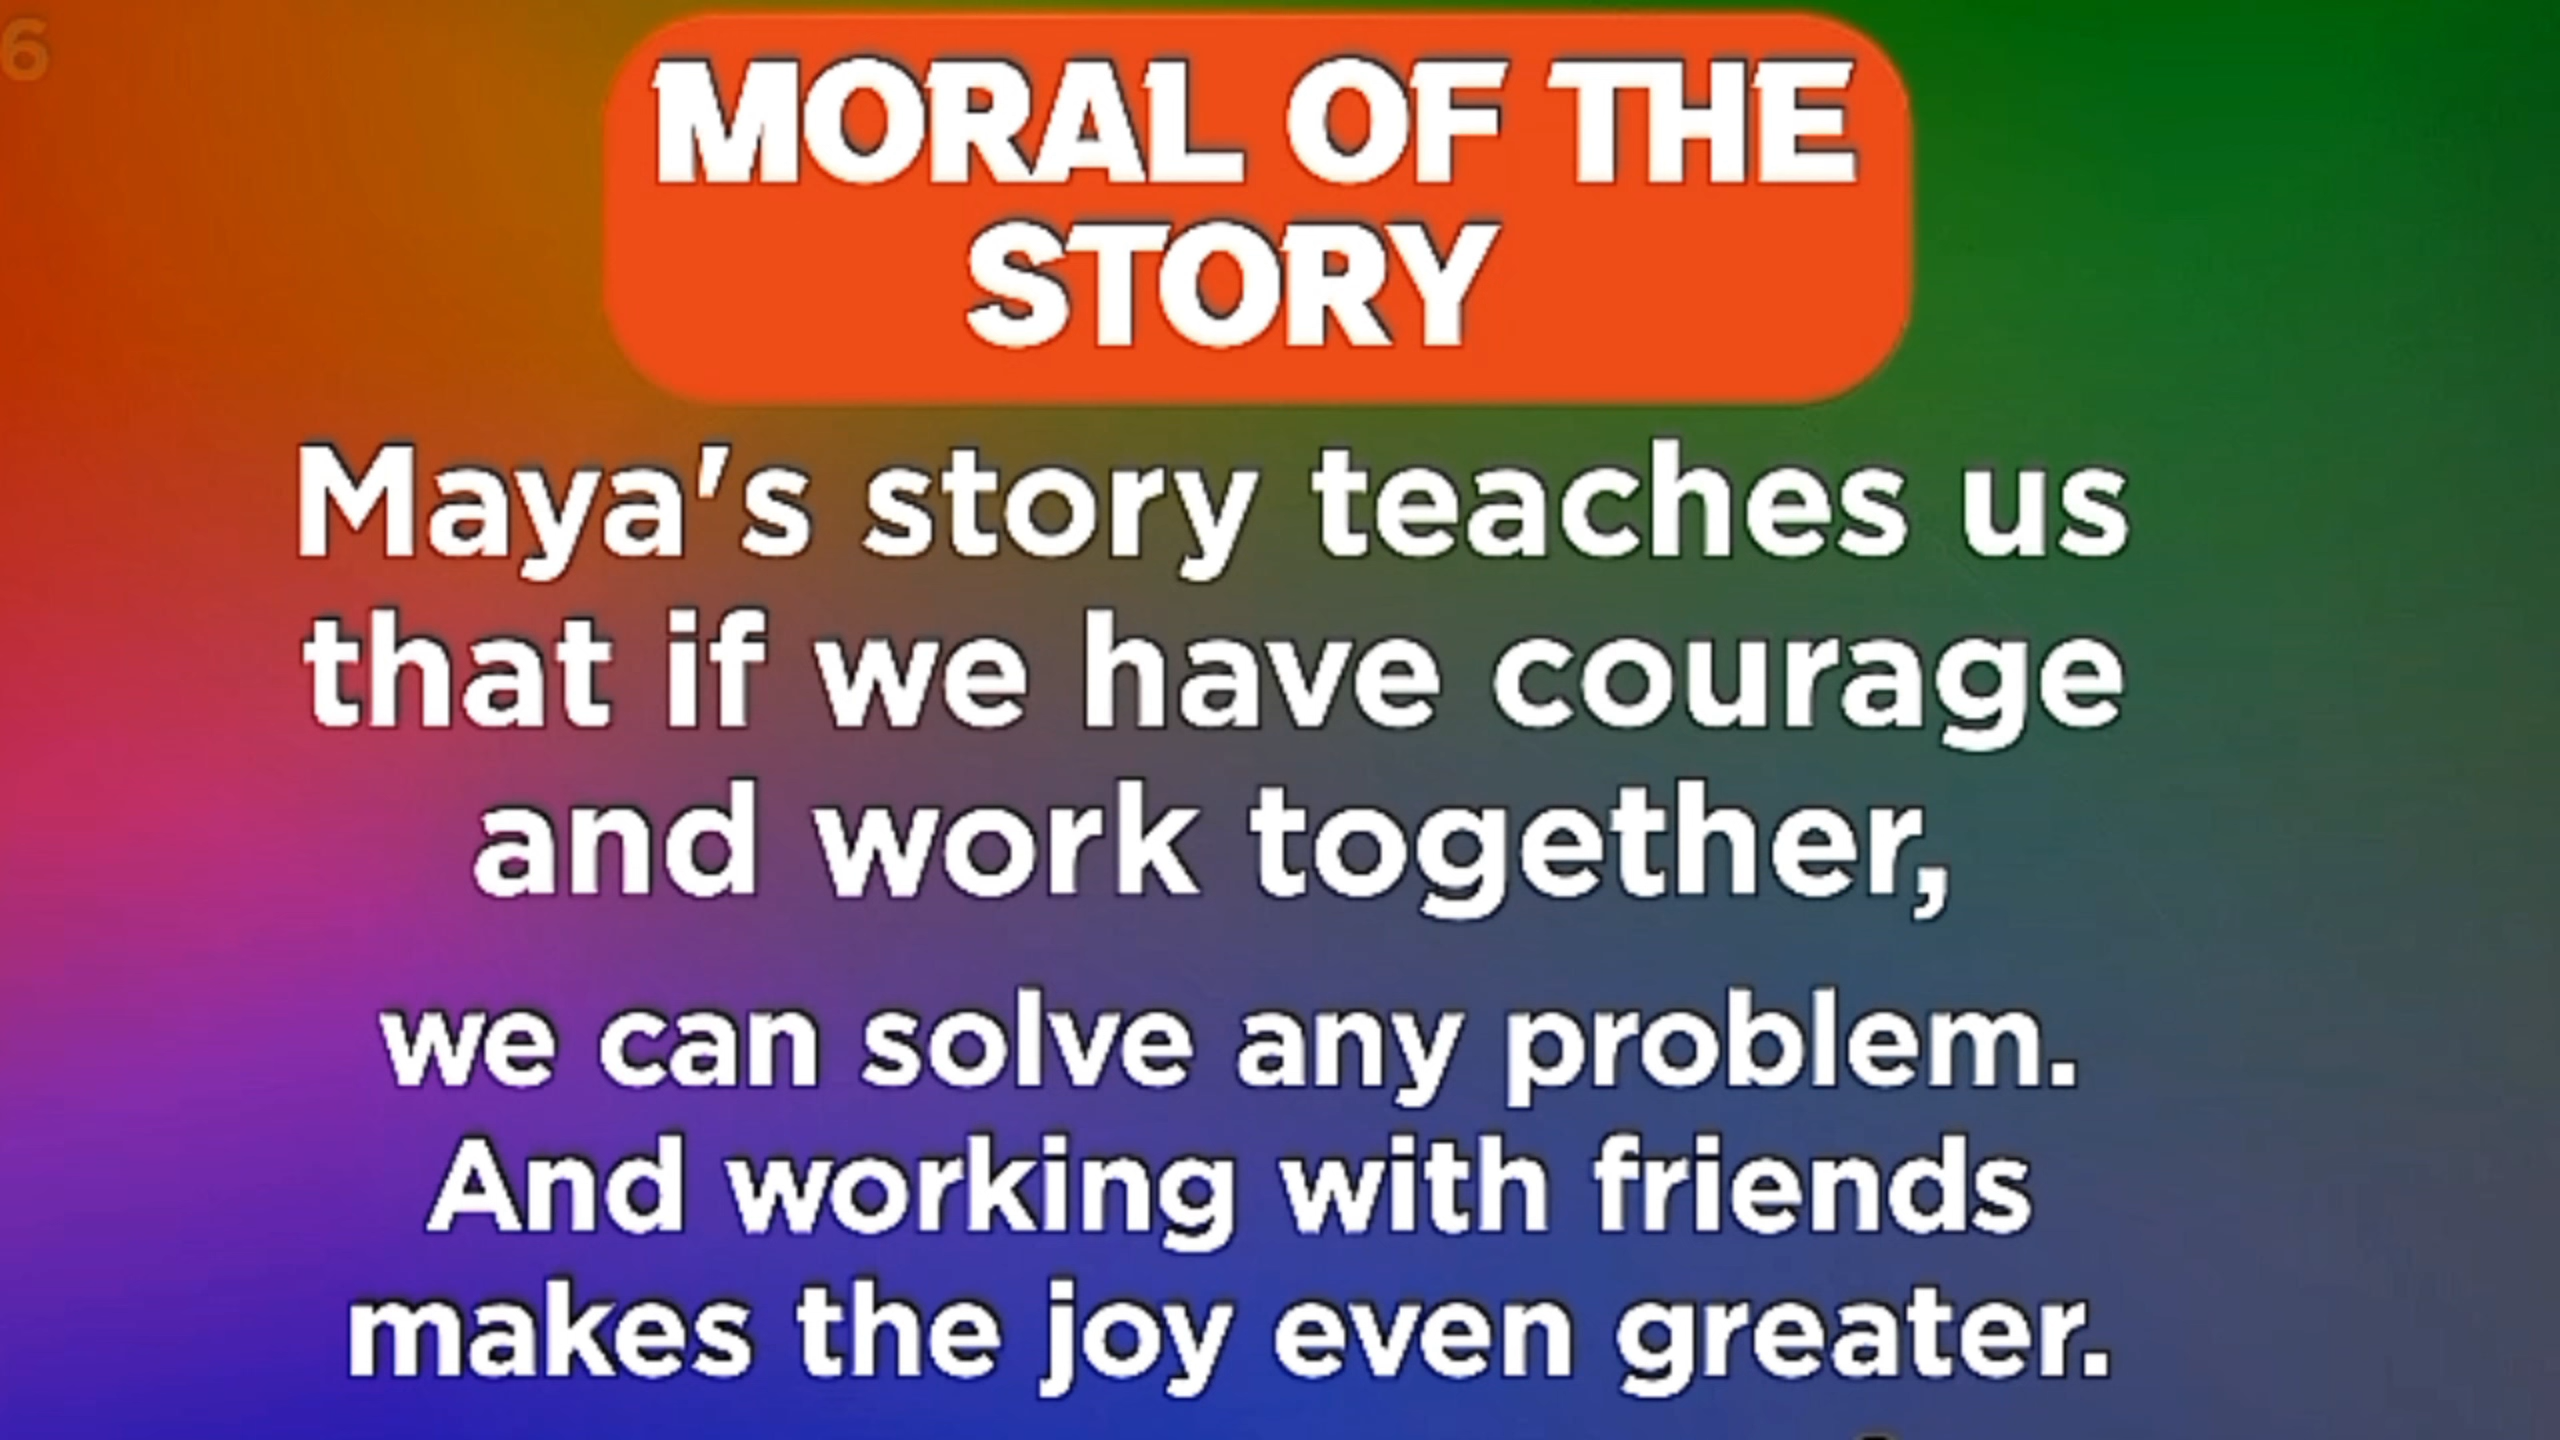 6
MORAL OF THE
STORY
Maya's story teaches us
that if we have courage
and work together,
we can solve any problem.
And working with friends
makes the joy even greater.